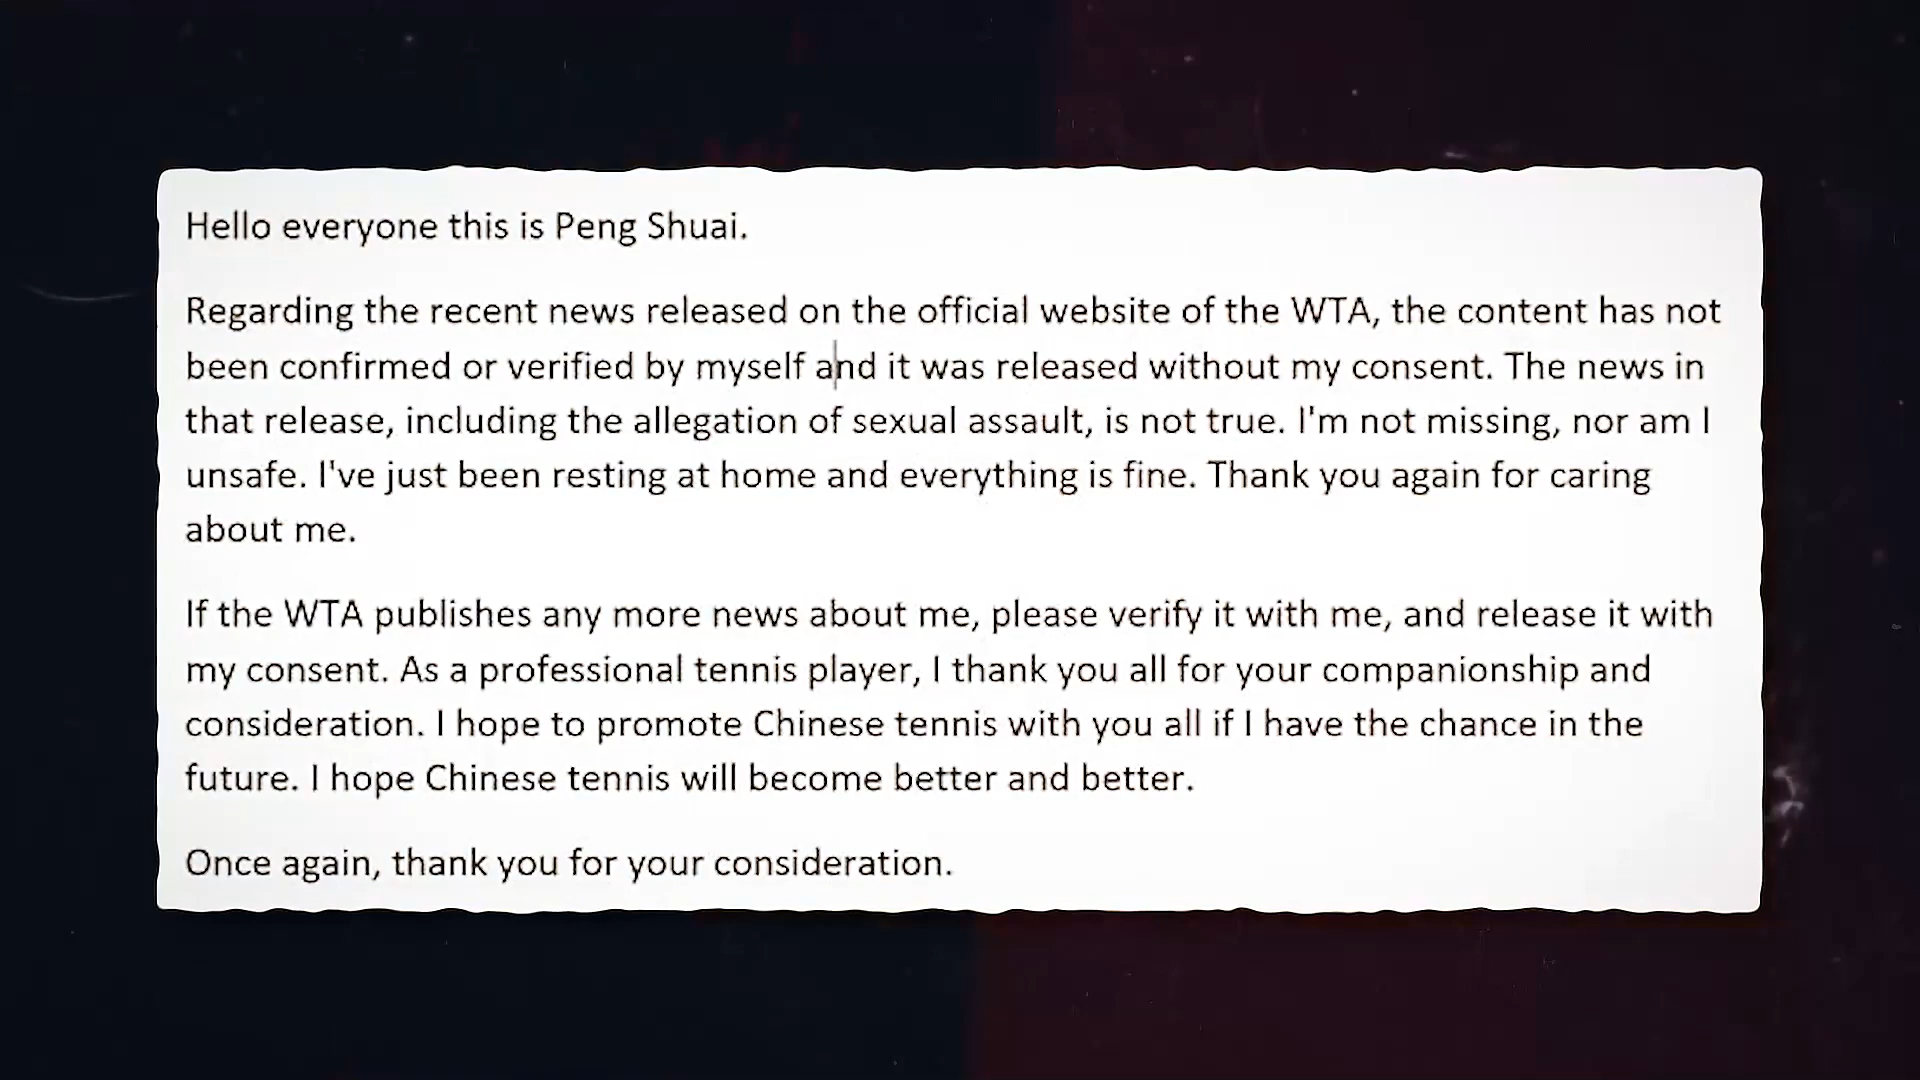 Hello everyone this is Peng Shuai.
Regarding the recent news released on the official website of the WTA, the content has not
been confirmed or verified by myself and it was released without my consent. The news in
that release, including the allegation of sexual assault, is not true. I'm not missing, nor am I
unsafe. I've just been resting at home and everything is fine. Thank you again for caring
about me.
If the WTA publishes any more news about me, please verify it with me, and release it with
my consent. As a professional tennis player, I thank you all for your companionship and
consideration. I hope to promote Chinese tennis with you all if I have the chance in the
future. I hope Chinese tennis will become better and better.
Once again, thank you for your consideration.